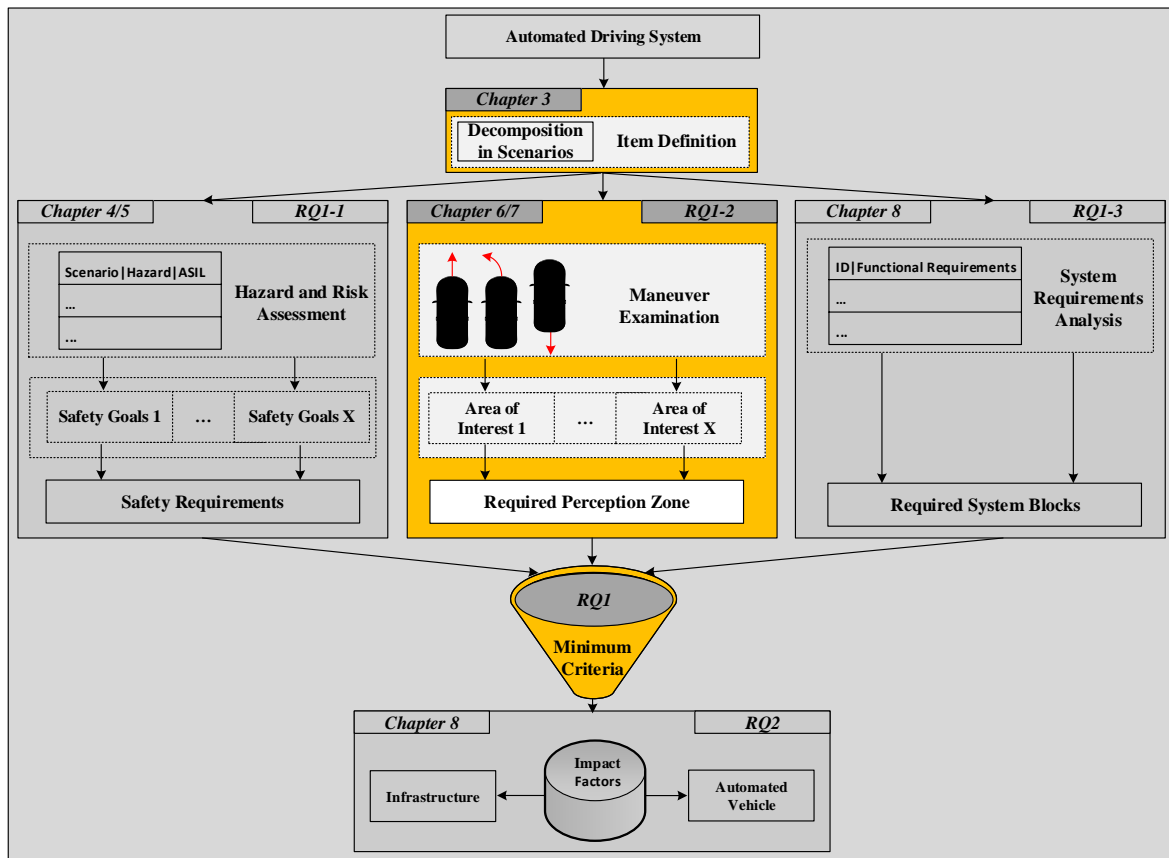 Automated Driving System
Chapter 3
Decomposition
in Scenarios
Item Definition
Chapter 4/5
RQ1-1
Scenario|Hazard|ASIL
...
...
Hazard and Risk
Assessment
Safety Goals 1
...
Safety Goals X
Safety Requirements
Chapter 6/7
RQ1-2
Maneuver
Examination
Area of
Interest 1
...
Area of
Interest X
Required Perception Zone
Chapter 8
RQ1-3
ID|Functional Requirements
...
...
System
Requirements
Analysis
Required System Blocks
RQ1
Minimum
Criteria
Chapter 8
RQ2
Infrastructure
Impact
Factors
Automated
Vehicle